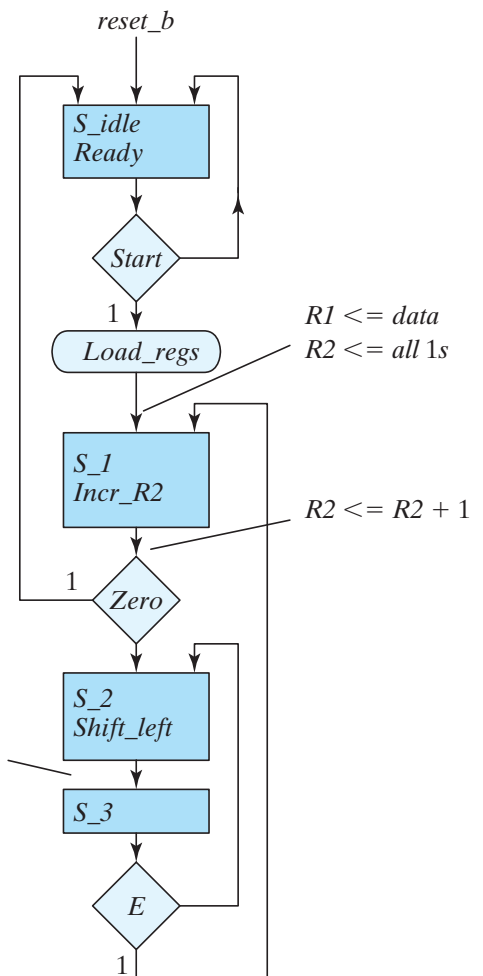 reset_b
S_idle
Ready
Start
1
R1 <= data
Load_regs
R2 <= all 1s
S_1
Incr_R2
R2 <= R2 + 1
1
Zero
S_2
Shift_left
S_3
E
1